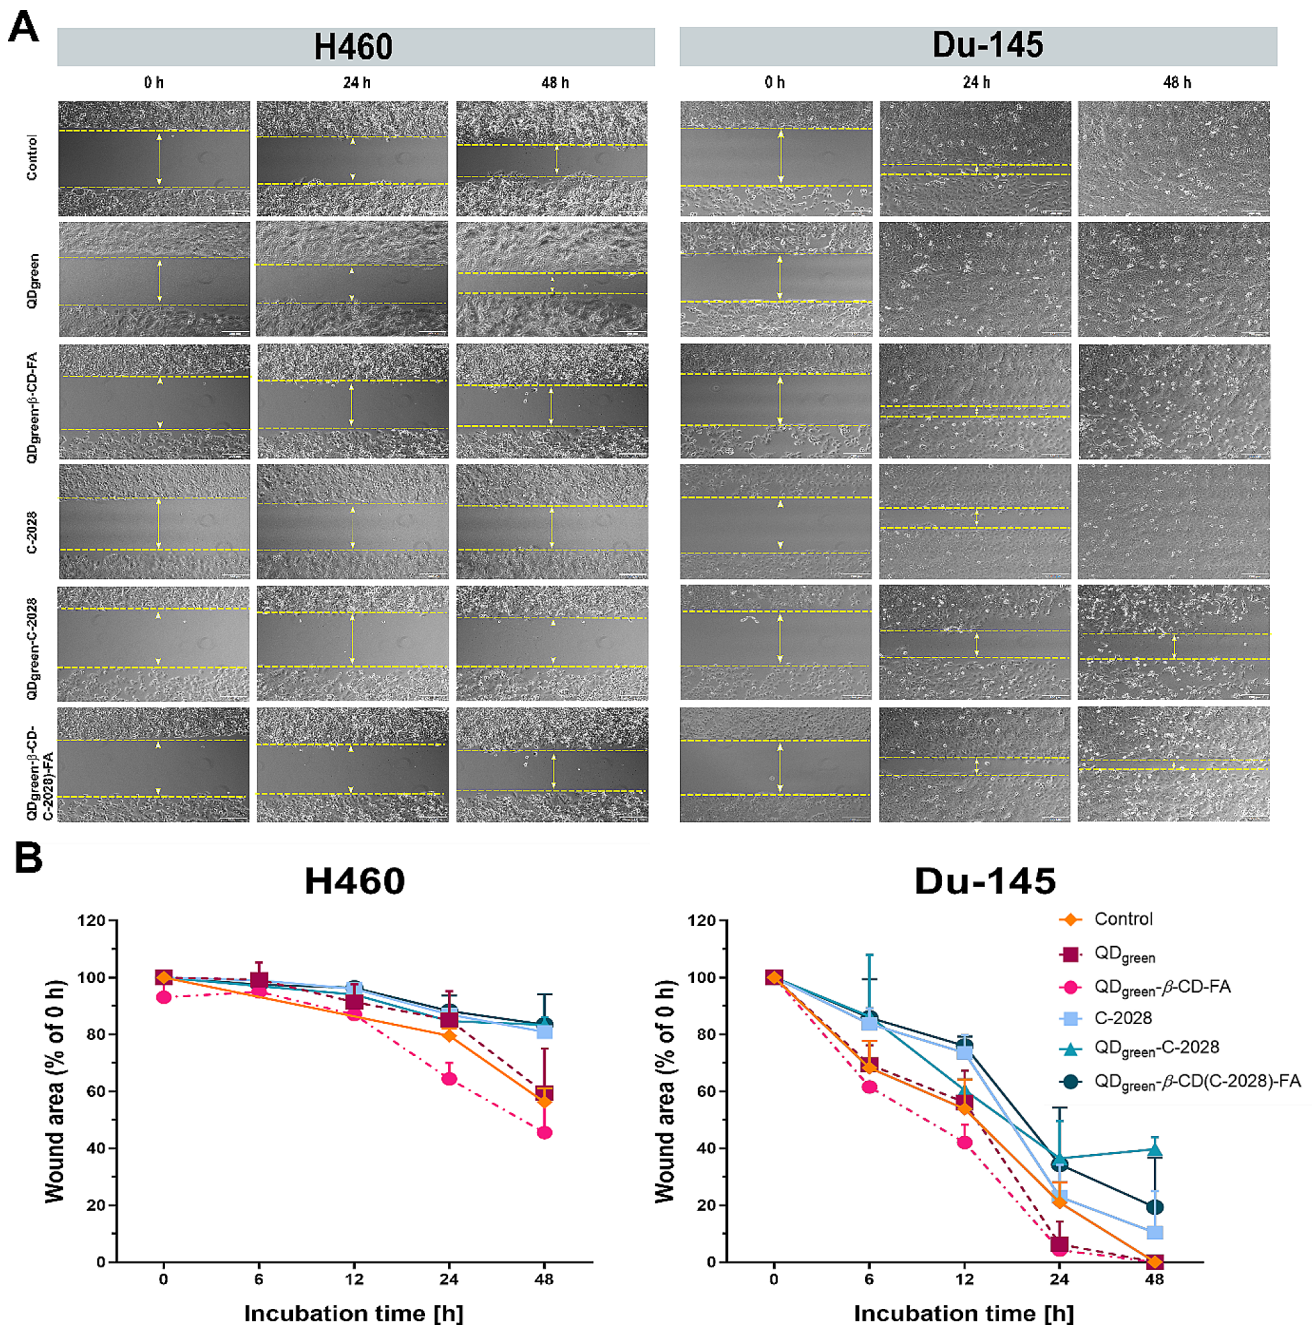 A
H460
Du-145
0 h
24 h
48 h
0 h
24 h
48 h
Control
QDgreen
QDgreen-β-CD-FA
C-2028
QDgreen-C-2028
QDgreen-β-CD-
C-2028)-FA
B
H460
Du-145
Wound area (% of 0 h)
120
100
80
60
40
20
0
0
6
12
24
48
Incubation time [h]
Wound area (% of 0 h)
120
100
80
60
40
20
0
0
6
12
24
48
Incubation time [h]
Control
QDgreen
QDgreen-β-CD-FA
C-2028
QDgreen-C-2028
QDgreen-β-CD(C-2028)-FA